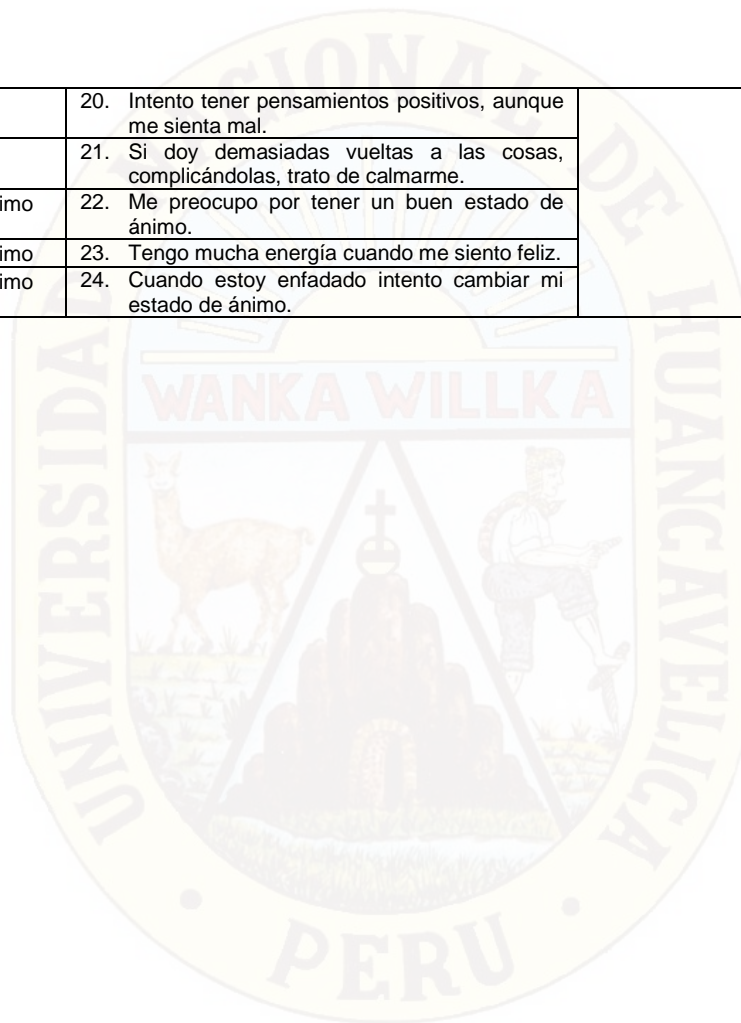 20. Intento tener pensamientos positivos, aunque
me sienta mal.
21. Si doy demasiadas vueltas a las cosas,
complicándolas, trato de calmarme.
imo
22. Me preocupo por tener un buen estado de
ánimo.
imo
23. Tengo mucha energía cuando me siento feliz.
imo
24. Cuando estoy enfadado intento cambiar mi
estado de ánimo.
UNIVERSIDAD NACIONAL DE HUANCAVELICA
WANKA WILLKA
PERU